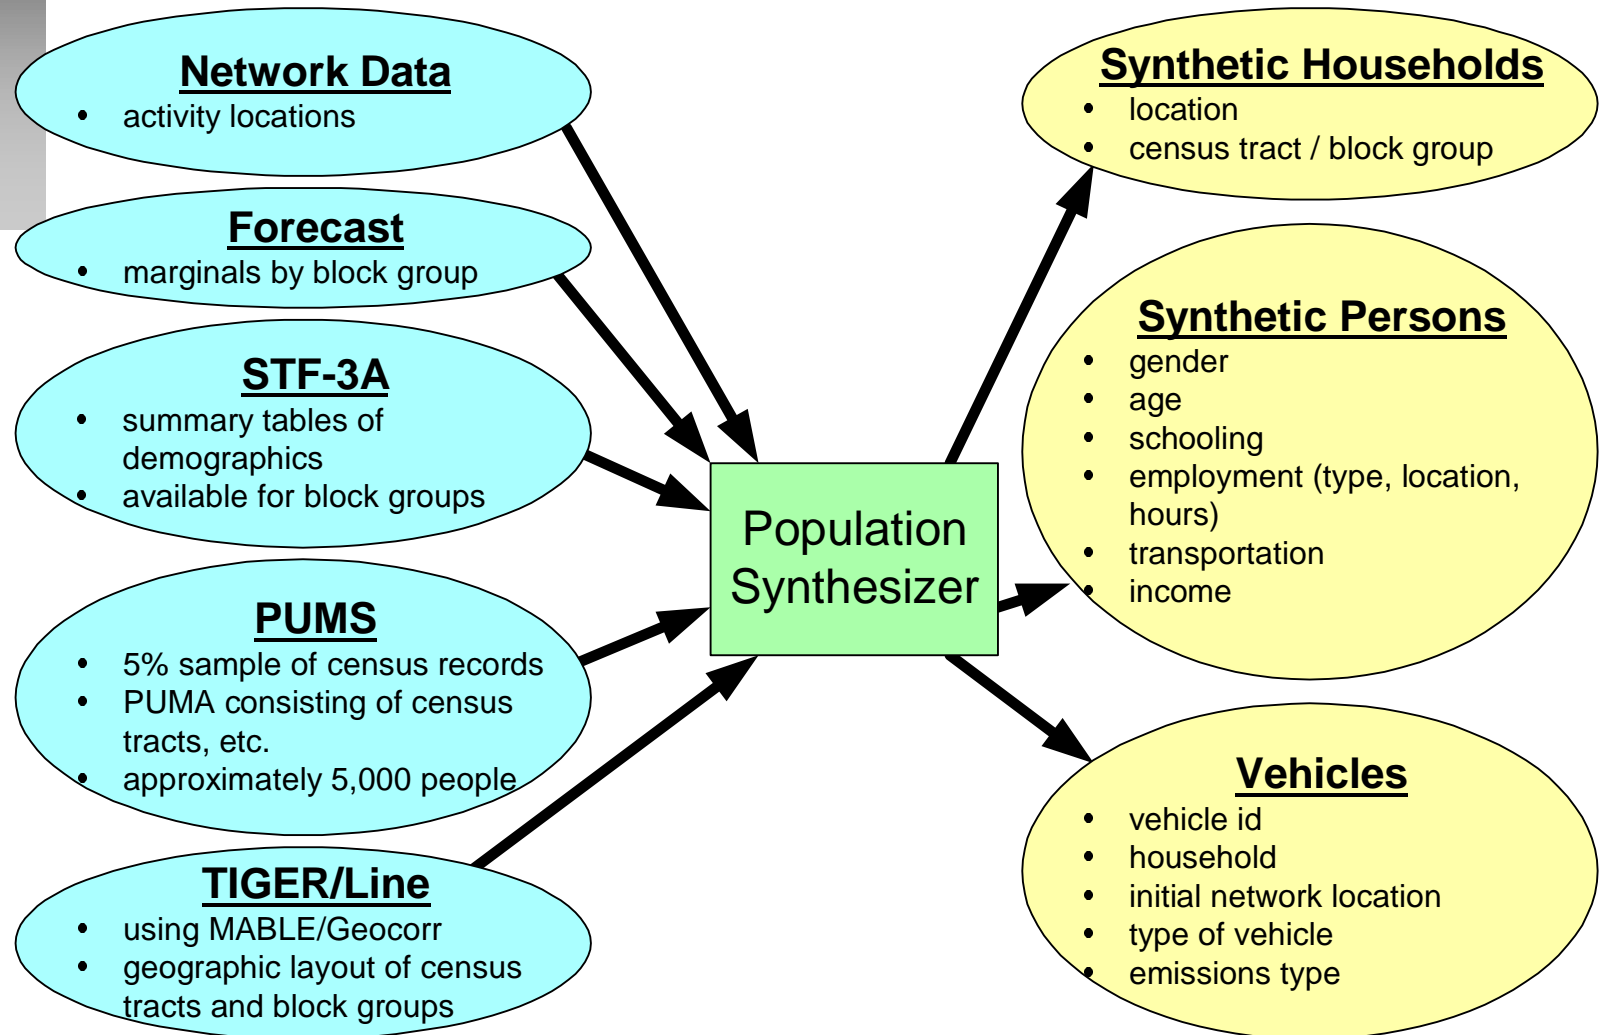 Network Data
• activity locations
Forecast
• marginals by block group
STF-3A
• summary tables of
demographics
• available for block groups
PUMS
• 5% sample of census records
• PUMA consisting of census
tracts, etc.
• approximately 5,000 people
TIGER/Line
• using MABLE/Geocorr
• geographic layout of census
tracts and block groups
Population
Synthesizer
Synthetic Households
• location
• census tract / block group
Synthetic Persons
• gender
• age
• schooling
• employment (type, location,
hours)
• transportation
• income
Vehicles
• vehicle id
• household
• initial network location
• type of vehicle
• emissions type